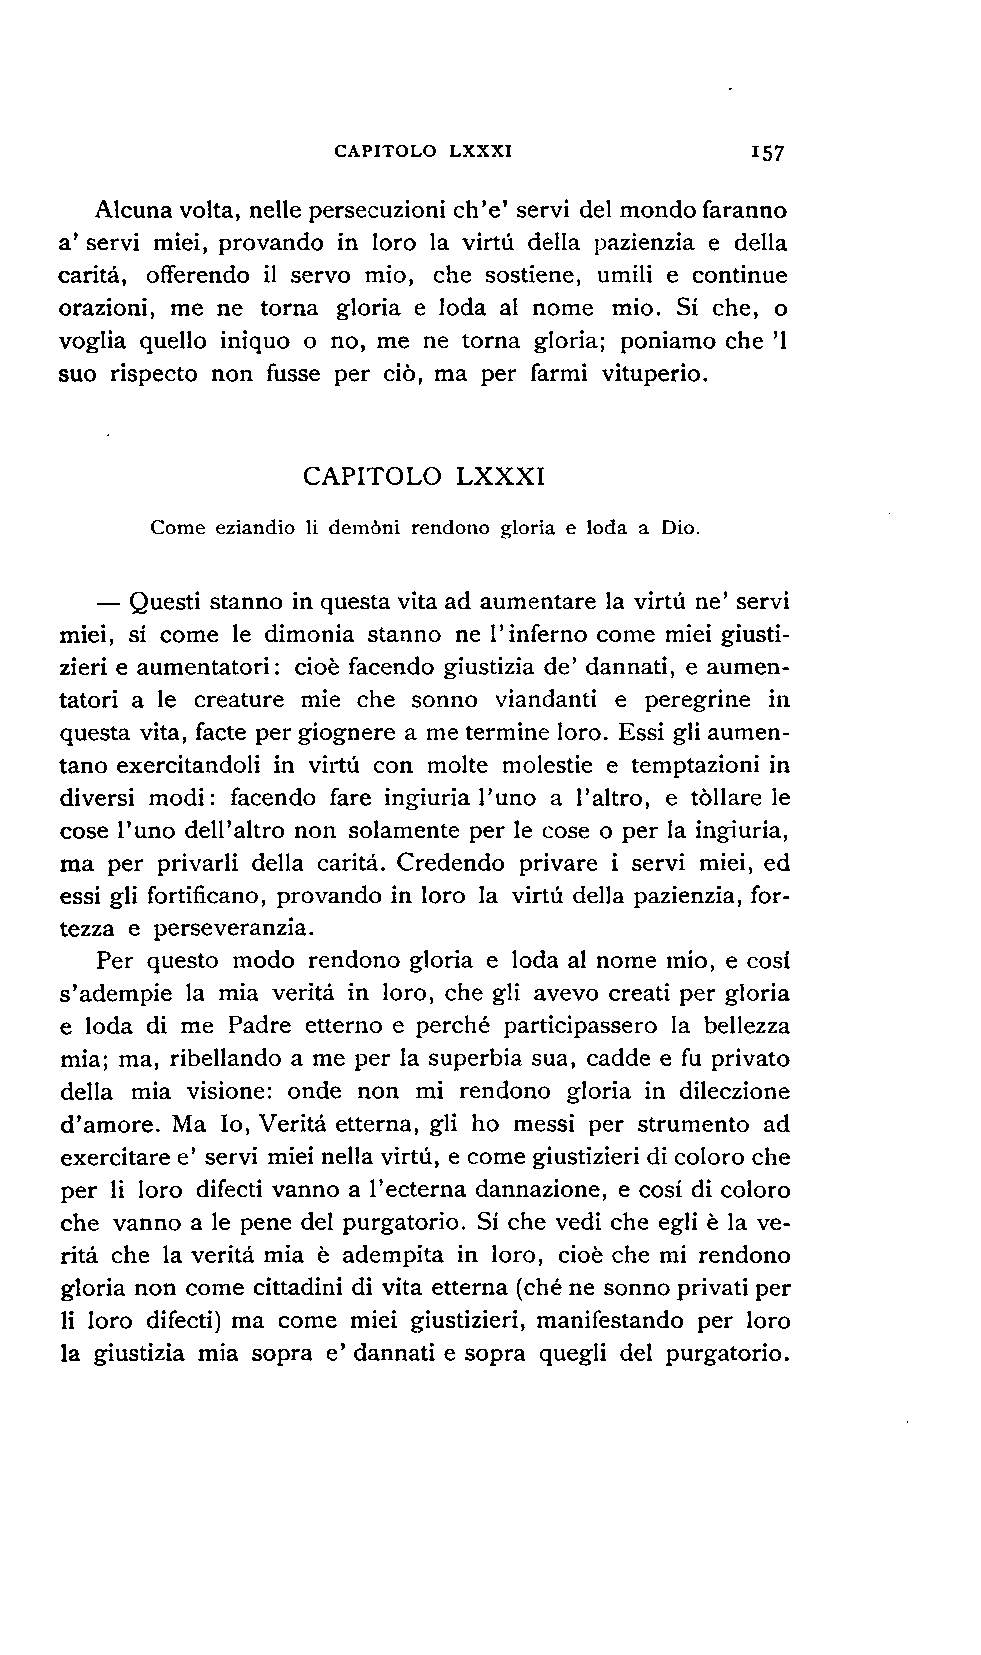 CAPITOLO LXXXI 157
Alcuna volta, nelle persecuzioni ch'e' servi del mondo faranno
a' servi miei, provando in loro la virtú della pazienzia e della
caritá, offerendo il servo mio, che sostiene, umili e continue
orazioni, me ne torna gloria e loda al nome mio. Sí che, o
voglia quello iniquo o no, me ne torna gloria; poniamo che 'l
suo rispecto non fusse per ciò, ma per farmi vituperio.
CAPITOLO LXXXI
Come eziandio li demòni rendono gloria e loda a Dio.
— Questi stanno in questa vita ad aumentare la virtú ne' servi
miei, sí come le dimonia stanno ne l'inferno come miei giusti-
zieri e aumentatori: cioè facendo giustizia de' dannati, e aumen-
tatori a le creature mie che sonno viandanti e peregrine in
questa vita, facte per giognere a me termine loro. Essi gli aumen-
tano exercitandoli in virtú con molte molestie e temptazioni in
diversi modi: facendo fare ingiuria l'uno a l'altro, e tòllare le
cose l'uno dell'altro non solamente per le cose o per la ingiuria,
ma per privarli della caritá. Credendo privare i servi miei, ed
essi gli fortificano, provando in loro la virtú della pazienzia, for-
tezza e perseveranzia.
Per questo modo rendono gloria e loda al nome mio, e cosí
s'adempie la mia veritá in loro, che gli avevo creati per gloria
e loda di me Padre etterno e perché participassero la bellezza
mia; ma, ribellando a me per la superbia sua, cadde e fu privato
della mia visione: onde non mi rendono gloria in dileczione
d'amore. Ma Io, Veritá etterna, gli ho messi per strumento ad
exercitare e' servi miei nella virtú, e come giustizieri di coloro che
per li loro difecti vanno a l'ecterna dannazione, e cosí di coloro
che vanno a le pene del purgatorio. Sí che vedi che egli è la ve-
ritá che la veritá mia è adempita in loro, cioè che mi rendono
gloria non come cittadini di vita etterna (ché ne sonno privati per
li loro difecti) ma come miei giustizieri, manifestando per loro
la giustizia mia sopra e' dannati e sopra quegli del purgatorio.